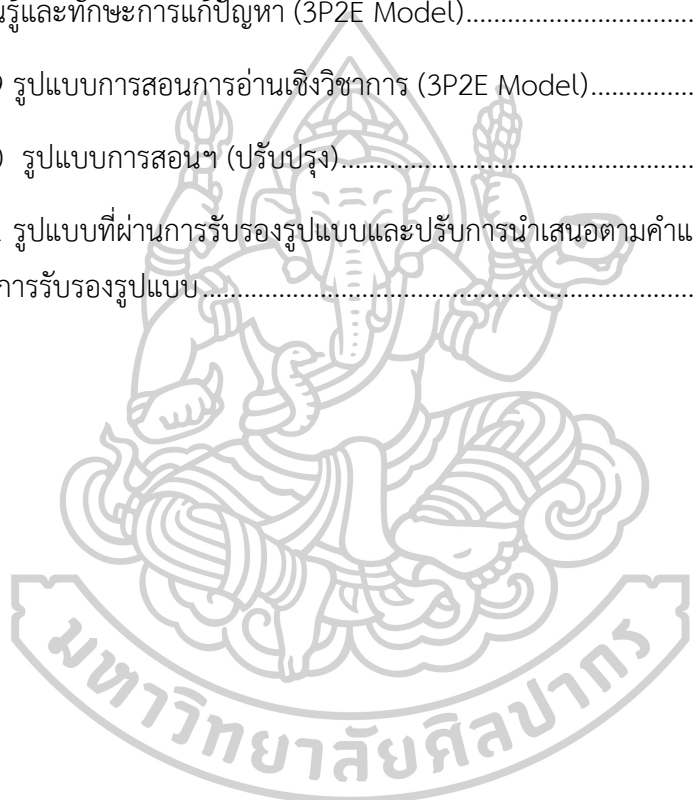 นรู้และทักษะการแก้ปัญหา (3P2E Model)................................
9 รูปแบบการสอนการอ่านเชิงวิชาการ (3P2E Model)...............
รูปแบบการสอนฯ (ปรับปรุง)................................................
รูปแบบที่ผ่านการรับรองรูปแบบและปรับการนำเสนอตามคำแ
การรับรองรูปแบบ....................................................................
มหาวิทยาลัยศิลปากร